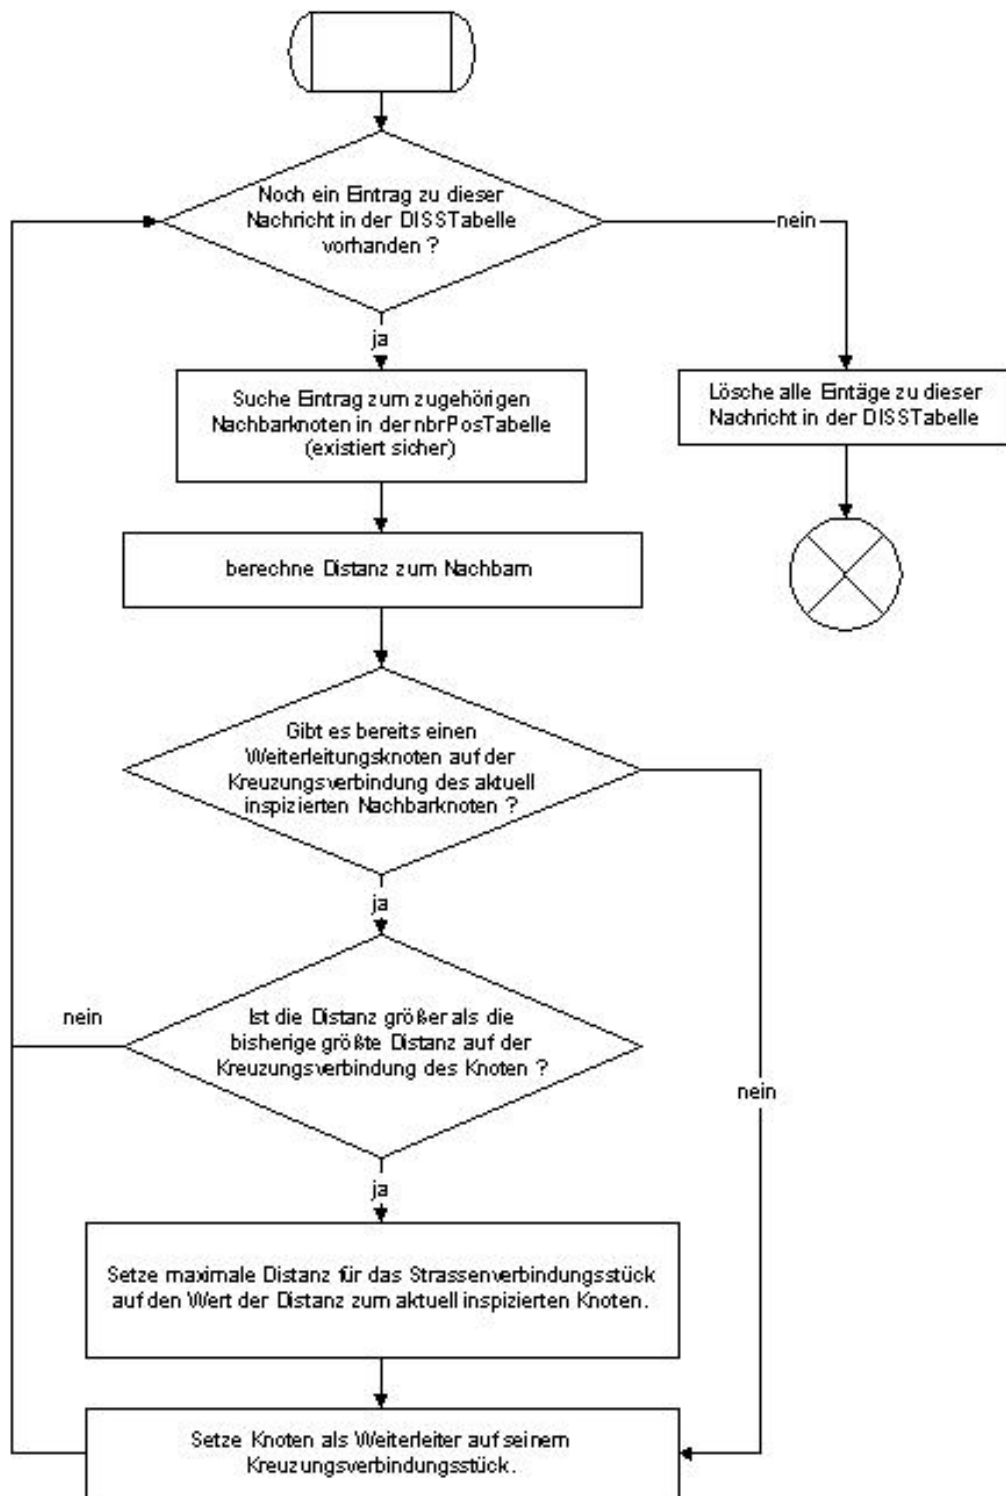 Noch ein Eintrag zu dieser
Nachricht in der DISSTabelle
vorhanden ?
nein
ja
Suche Eintrag zum zugehörigen
Nachbarknoten in der nbrPosTabelle
(existiert sicher)
Lösche alle Eintäge zu dieser
Nachricht in der DISSTabelle
berechne Distanz zum Nachbarn
Gibt es bereits einen
Weiterleitungsknoten auf der
Kreuzungsverbindung des aktuell
inspizierten Nachbarknoten ?
ja
nein
Ist die Distanz größer als die
bisherige größte Distanz auf der
Kreuzungsverbindung des Knoten ?
nein
ja
Setze maximale Distanz für das Strassenverbindungsstück
auf den Wert der Distanz zum aktuell inspizierten Knoten.
Setze Knoten als Weiterleiter auf seinem
Kreuzungsverbindungsstück.